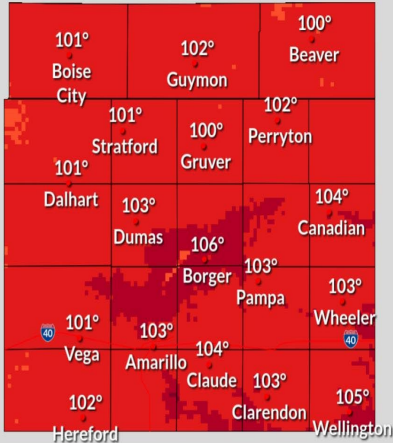 100°
Beaver
101°
Boise
City
102°
Guymon
101°
Stratford
100°
Gruver
102°
Perryton
101°
Dalhart
103°
Dumas
104°
Canadian
106°
Borger
103°
Pampa
103°
Wheeler
40
101°
Vega
103°
Amarillo
104°
Claude
40
103°
Clarendon
105°
Wellington
102°
Hereford